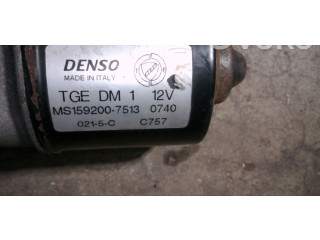 DENSO
MADE IN ITALY
TGE DM 1 12V
MS159200-7513 0740
021-5-C C757